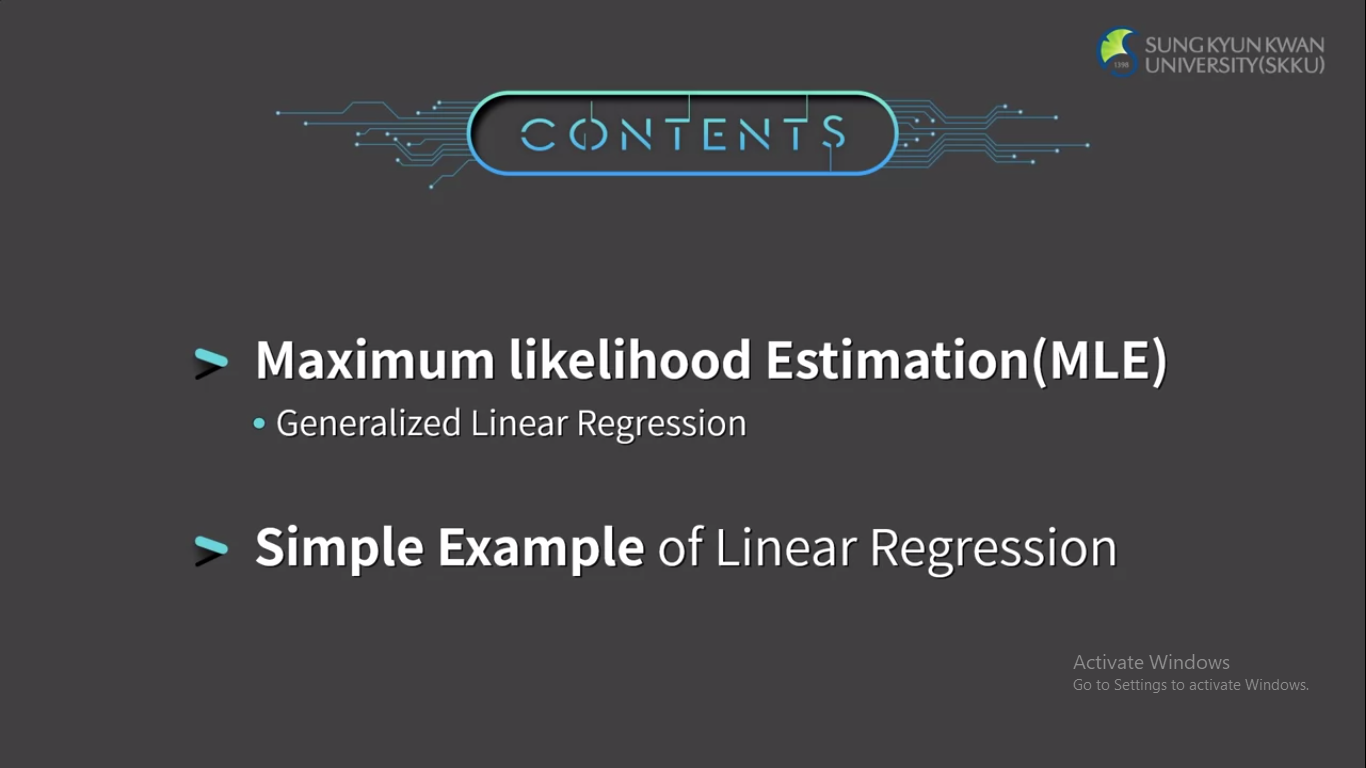 SUNG KYUN KWAN
UNIVERSITY(SKKU)
1398
CONTENTS
Maximum likelihood Estimation(MLE)
• Generalized Linear Regression
Simple Example of Linear Regression
Activate Windows
Go to Settings to activate Windows.